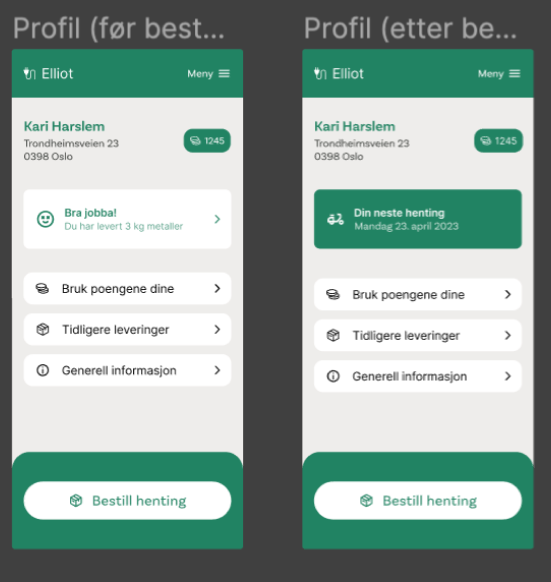 Profil (før best...
Elliot
Meny
Kari Harslem
Trondheimsveien 23
0398 Oslo
1245
Bra jobba!
Du har levert 3 kg metaller
Bruk poengene dine
Tidligere leveringer
Generell informasjon
Bestill henting
Profil (etter be...
Elliot
Meny
Kari Harslem
Trondheimsveien 23
0398 Oslo
1245
Din neste henting
Mandag 23. april 2023
Bruk poengene dine
Tidligere leveringer
Generell informasjon
Bestill henting